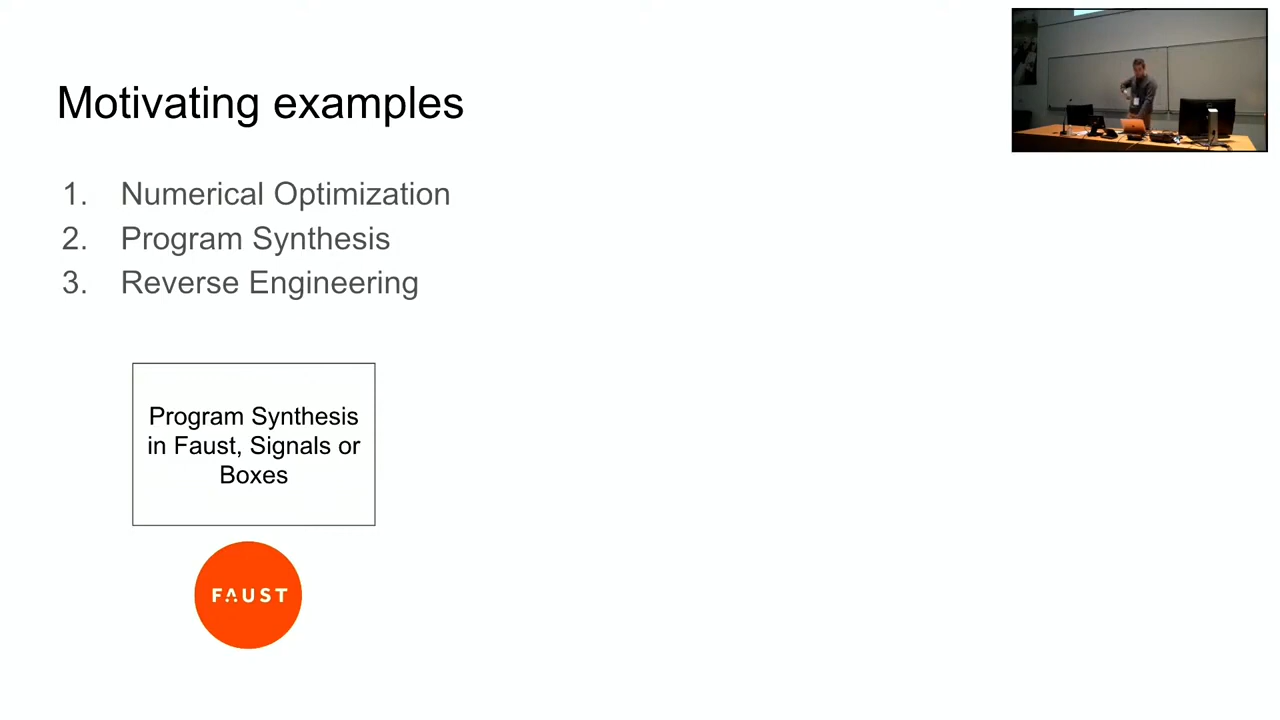 Motivating examples
1. Numerical Optimization
2. Program Synthesis
3. Reverse Engineering
Program Synthesis
in Faust, Signals or
Boxes
FAUST